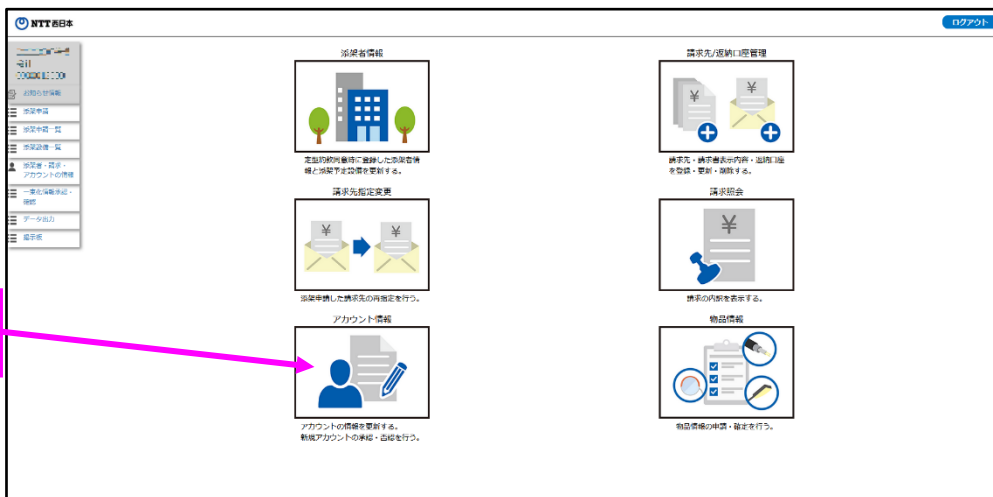 NTT西日本
ログアウト
お知らせ情報
添架申請
添架申請一覧
添架設備一覧
添架者・請求・
アカウントの情報
一束化情報承認・
確認
データ出力
掲示板
添架者情報
定型約款同意時に登録した添架者情
報と添架予定設備を更新する。
請求先/返納口座管理
¥
¥
請求先・請求書表示内容・返納口座
を登録・更新・削除する。
請求先指定変更
¥
¥
添架申請した請求先の再指定を行う。
請求照会
¥
請求の内訳を表示する。
アカウント情報
アカウントの情報を更新する。
新規アカウントの承認・否認を行う。
物品情報
物品情報の申請・確定を行う。